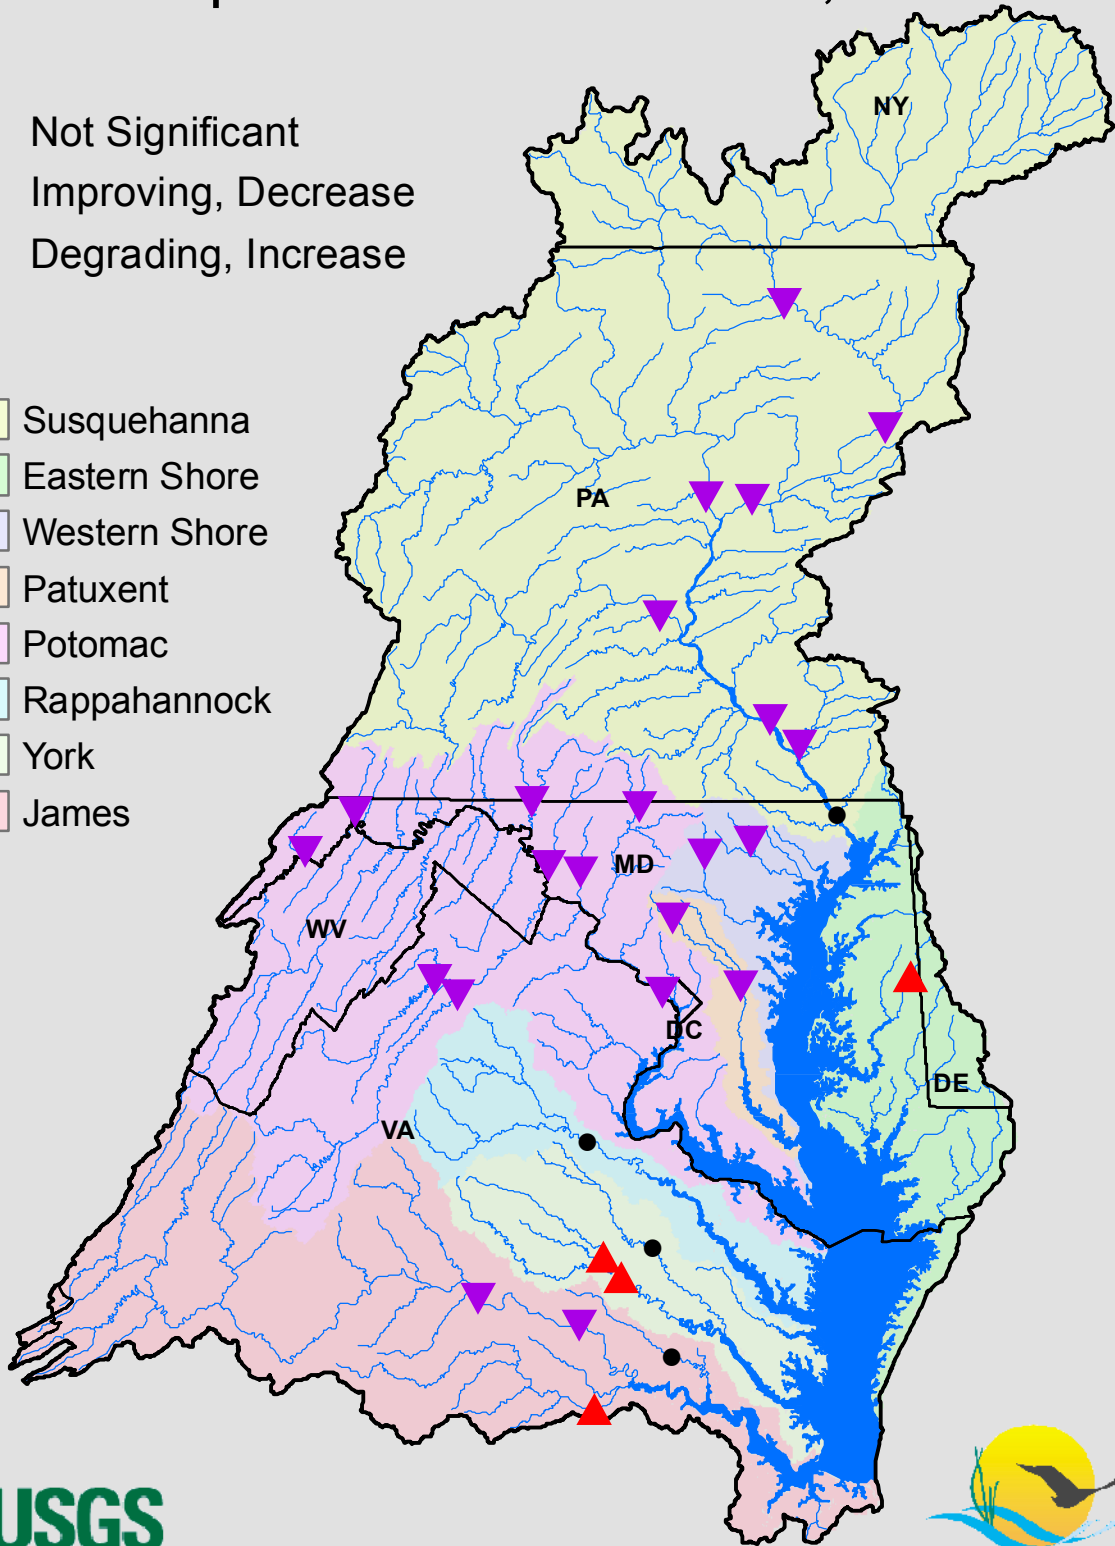 NY
Not Significant
Improving, Decrease
Degrading, Increase
Susquehanna
Eastern Shore
PA
Western Shore
Patuxent
Potomac
Rappahannock
York
James
MD
WV
DC
DE
VA
USGS